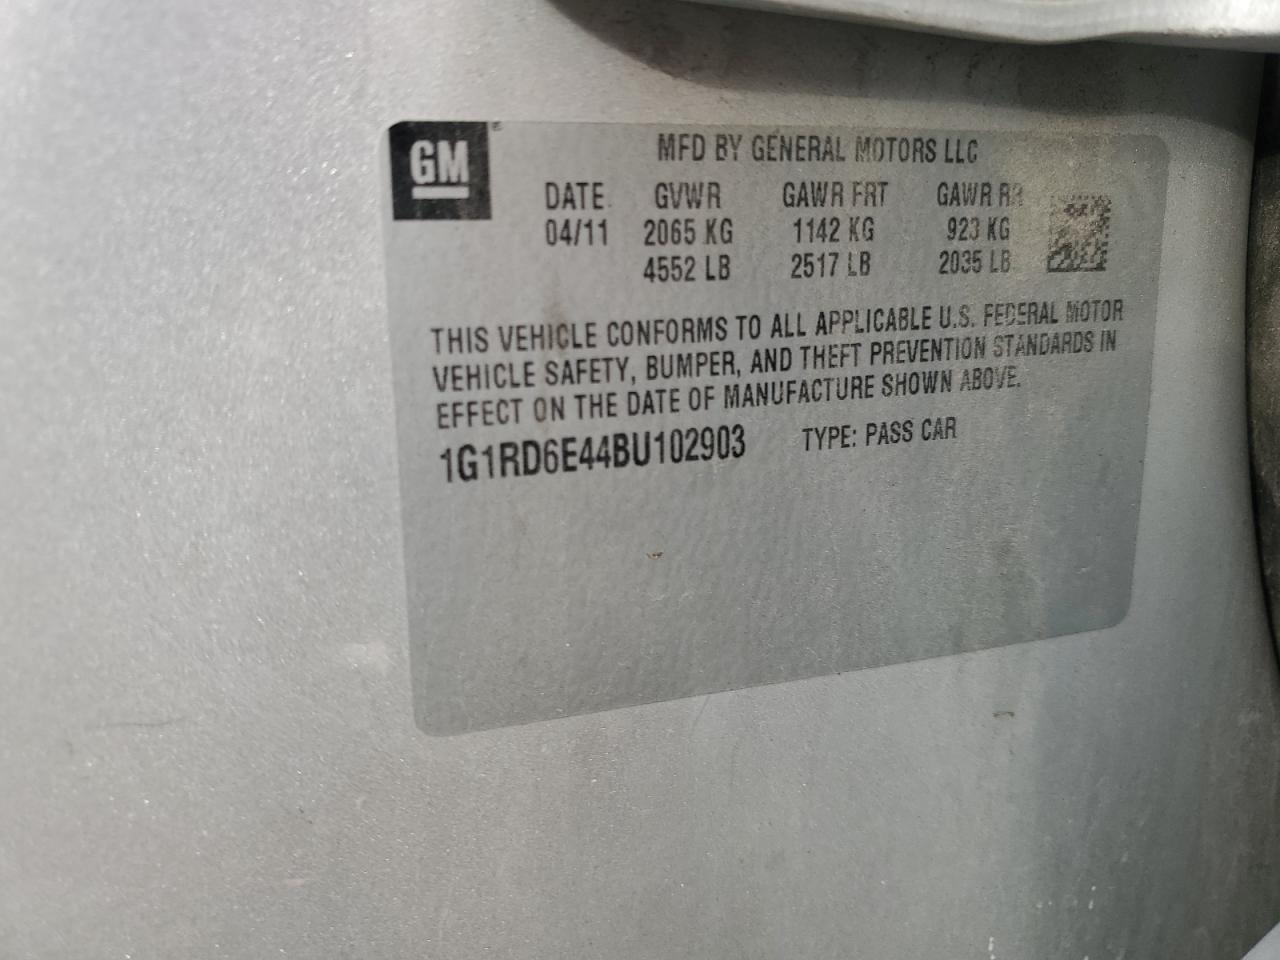 GM
MFD BY GENERAL MOTORS LLC
DATE GVWR GAWR FRT GAWR RR
04/11 2065 KG 1142 KG 923 KG
4552 LB 2517 LB 2035 LB
THIS VEHICLE CONFORMS TO ALL APPLICABLE U.S. FEDERAL MOTOR
VEHICLE SAFETY, BUMPER, AND THEFT PREVENTION STANDARDS IN
EFFECT ON THE DATE OF MANUFACTURE SHOWN ABOVE.
1G1RD6E44BU102903 TYPE: PASS CAR